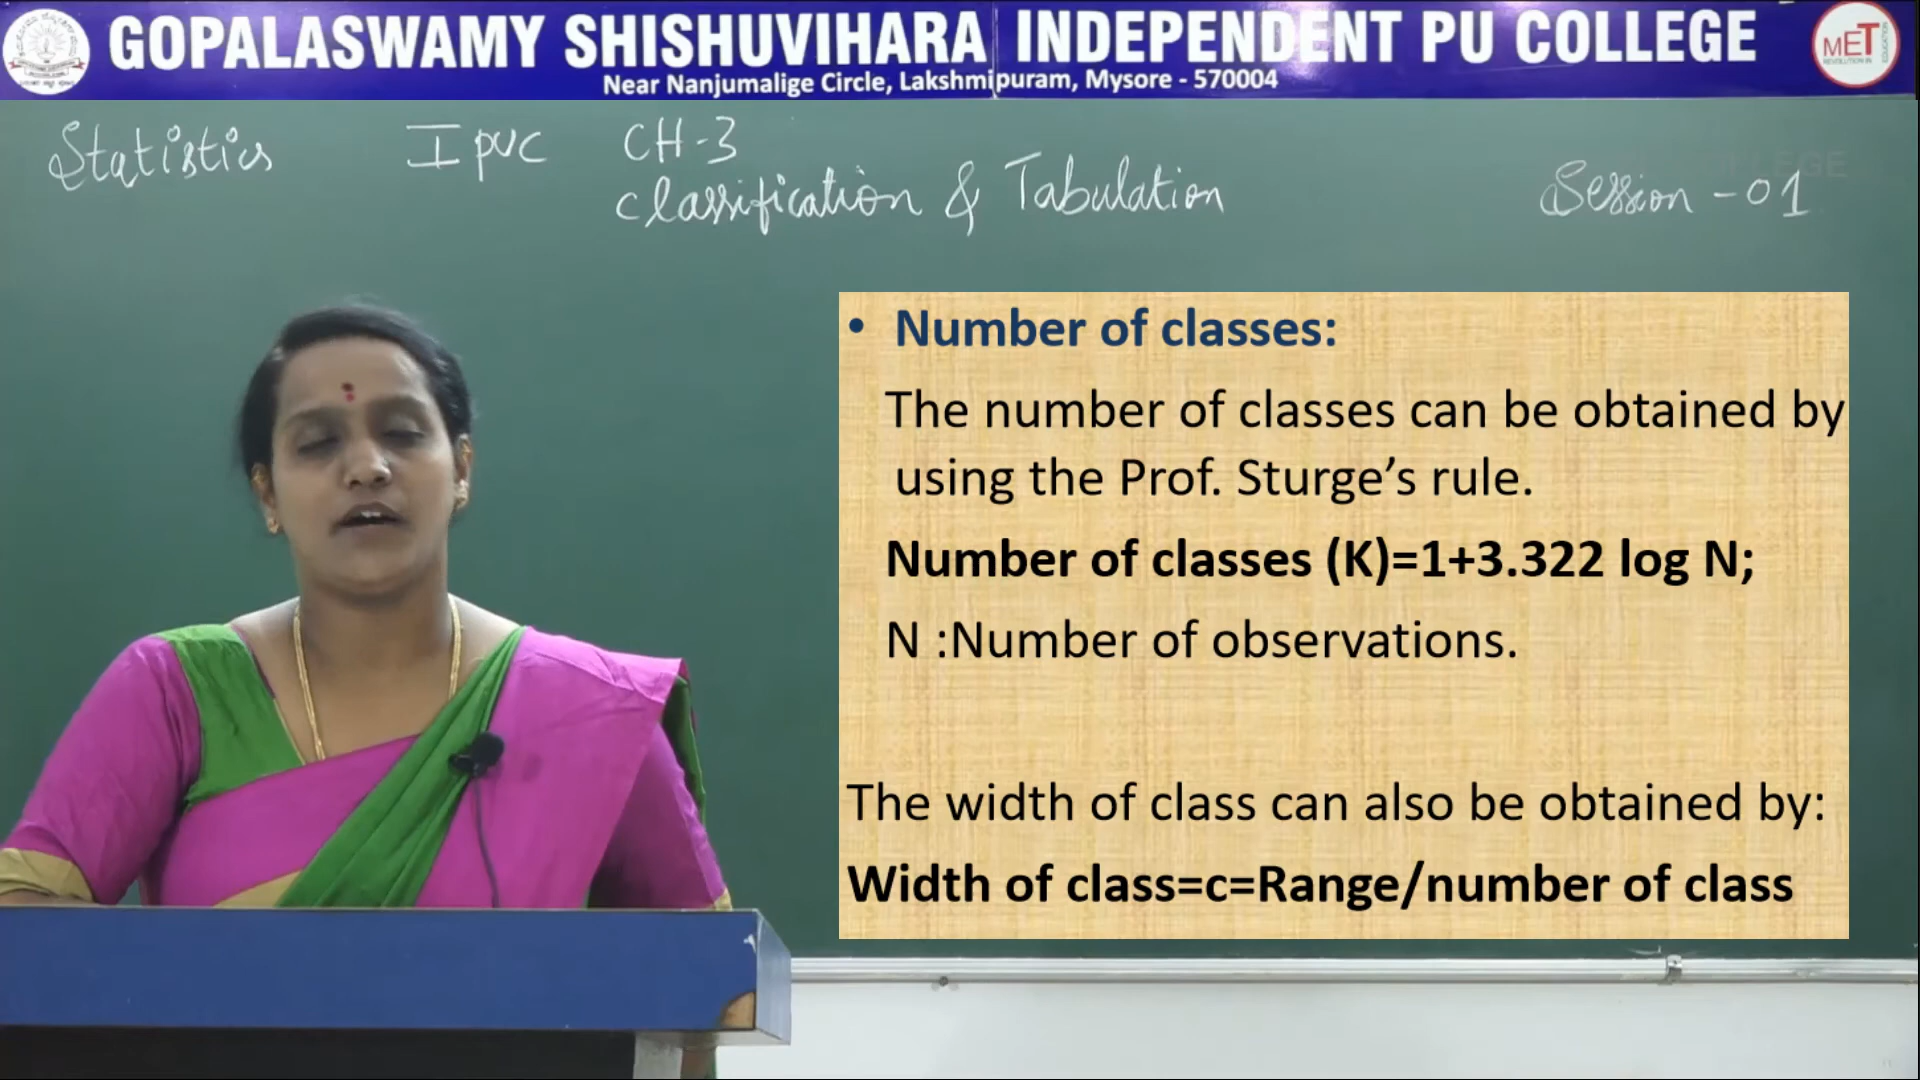 GOPALASWAMY SHISHUVIHARA INDEPENDENT PU COLLEGE
Near Nanjumalige Circle, Lakshmipuram, Mysore - 570004
MET
Statistics I PUC CH-3
Classification & Tabulation
Session - 01
• Number of classes:
The number of classes can be obtained by
using the Prof. Sturge’s rule.
Number of classes (K)=1+3.322 log N;
N :Number of observations.
The width of class can also be obtained by:
Width of class=c=Range/number of class